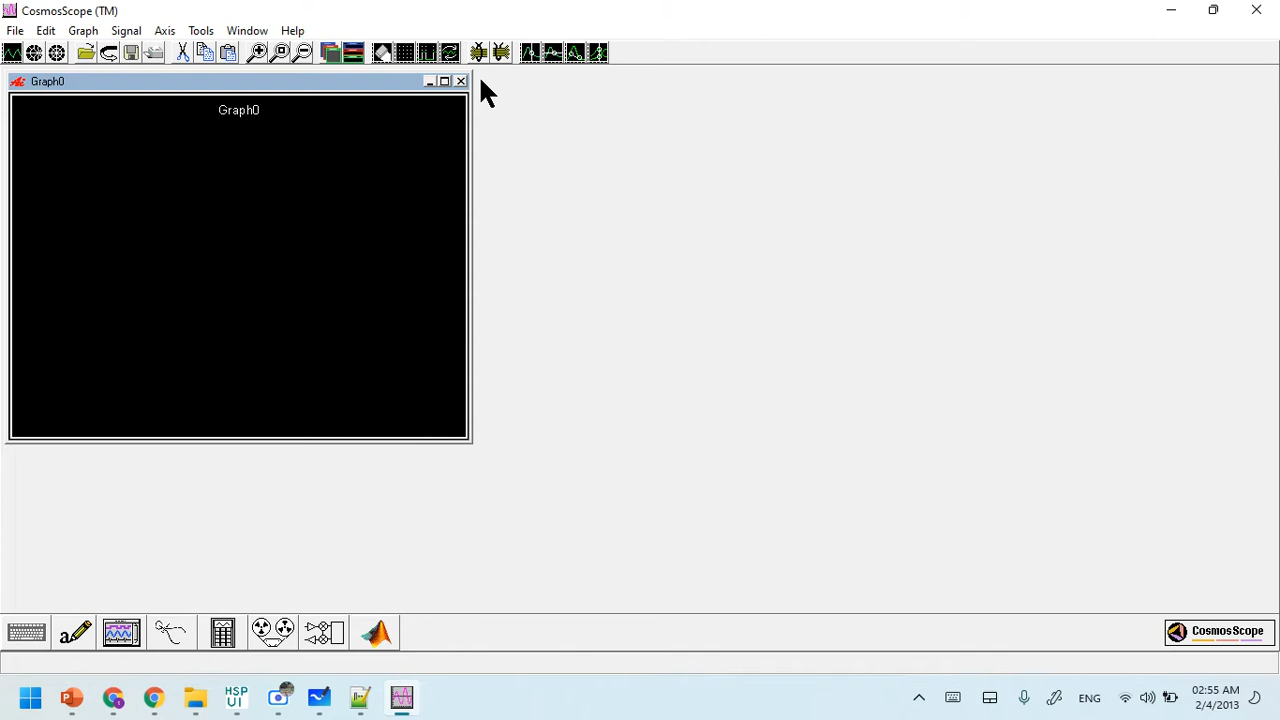 CosmosScope (TM)
File Edit Graph Signal Axis Tools Window Help
Graph0
Graph0
a
CosmosScope
HSP
UI
ENG
02:55 AM
2/4/2013